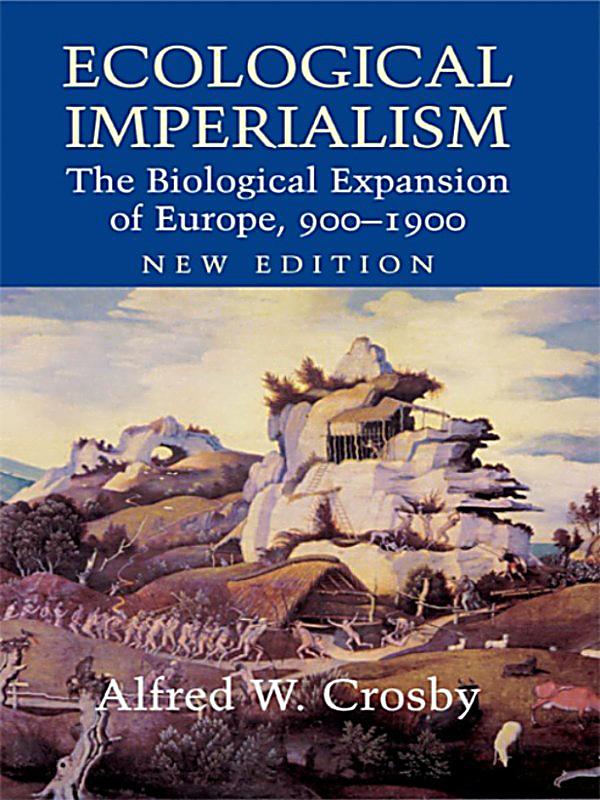 ECOLOGICAL
IMPERIALISM
The Biological Expansion
of Europe, 900–1900
NEW EDITION
Alfred W. Crosby